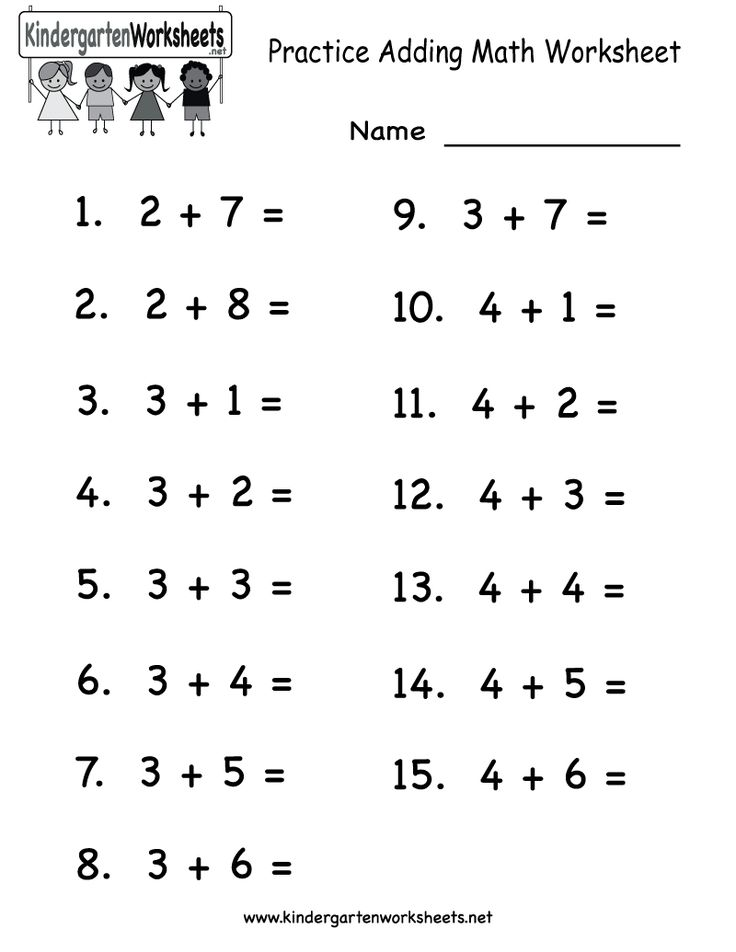 KindergartenWorksheets
.net
Practice Adding Math Worksheet
Name
1. 2 + 7 =
2. 2 + 8 =
3. 3 + 1 =
4. 3 + 2 =
5. 3 + 3 =
6. 3 + 4 =
7. 3 + 5 =
8. 3 + 6 =
9. 3 + 7 =
10. 4 + 1 =
11. 4 + 2 =
12. 4 + 3 =
13. 4 + 4 =
14. 4 + 5 =
15. 4 + 6 =
www.kindergartenworksheets.net